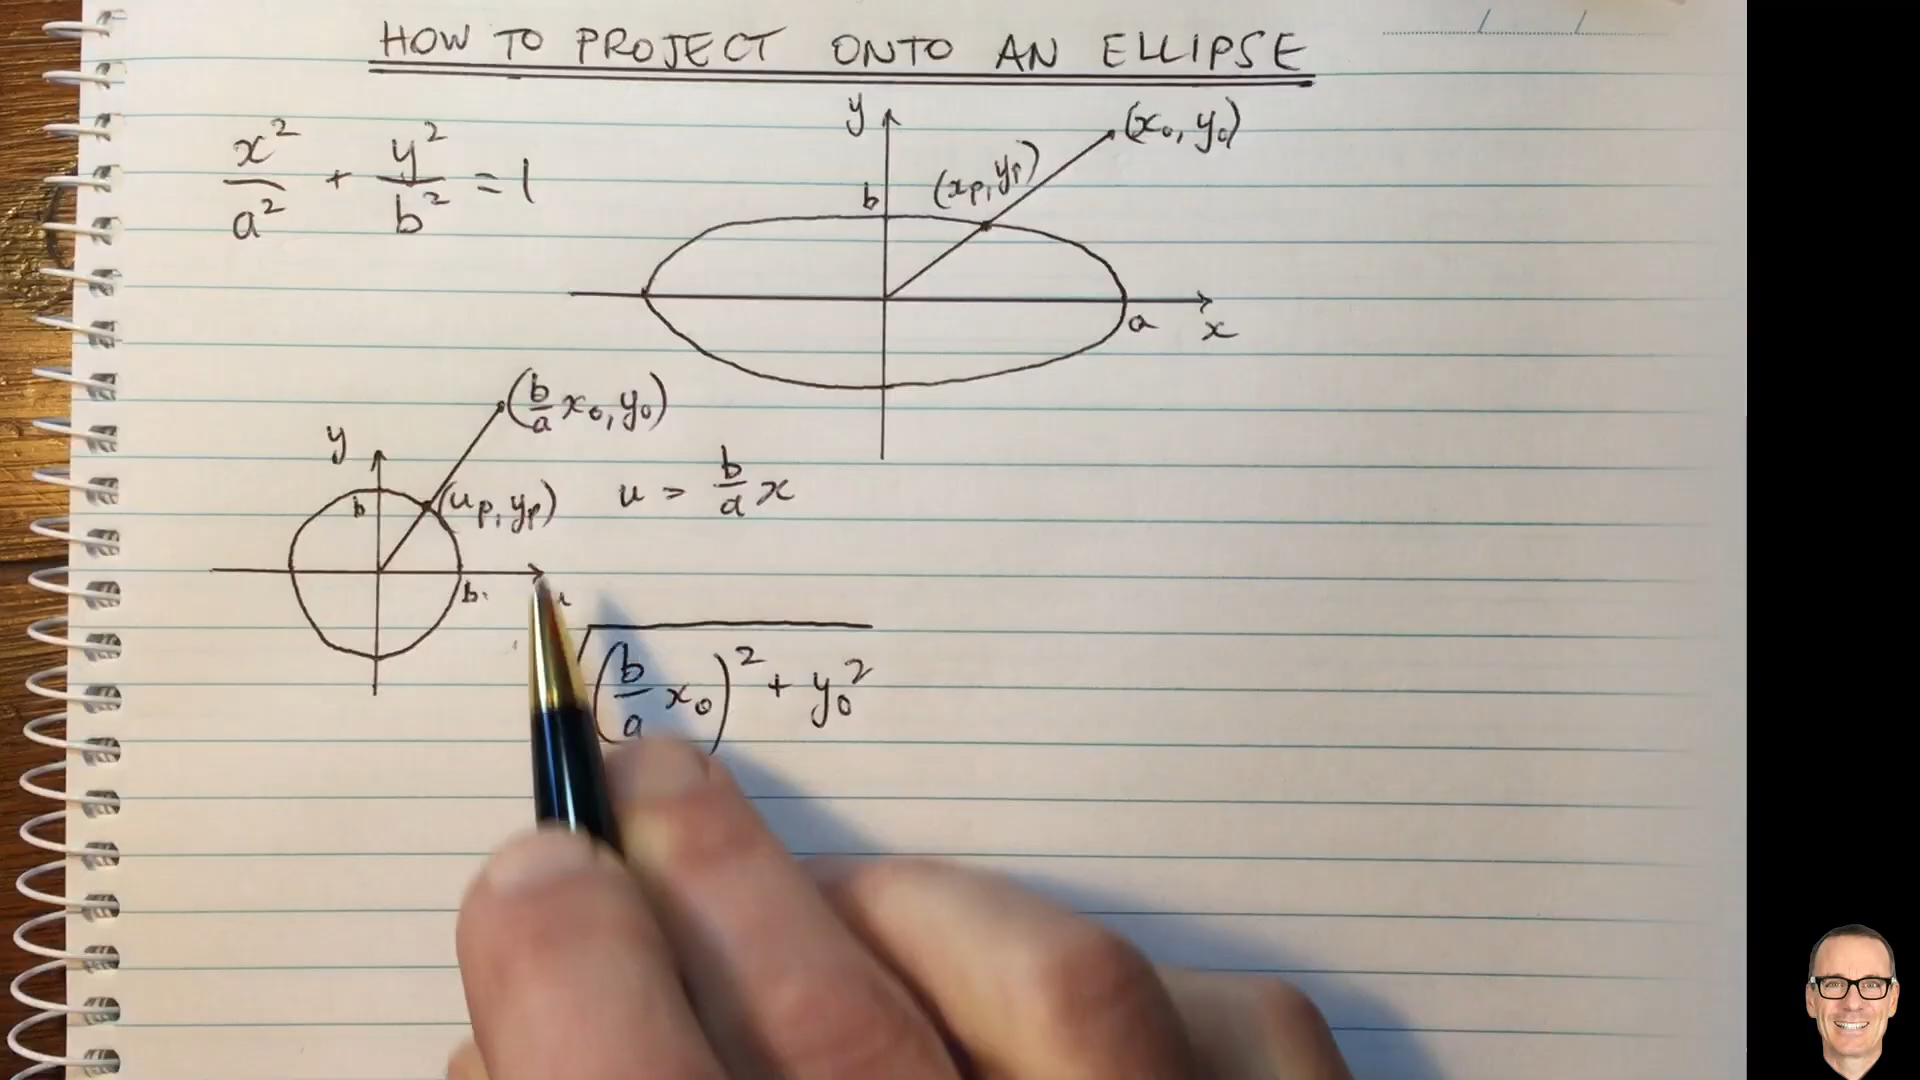 HOW TO PROJECT ONTO AN ELLIPSE
x²/a² + y²/b² = 1
y
(x₀, y₀)
(xₚ, yₚ)
b
a
x
(b/a x₀, y₀)
y
b
(uₚ, yₚ)
u = b/a x
b
√((b/a x₀)² + y₀²)